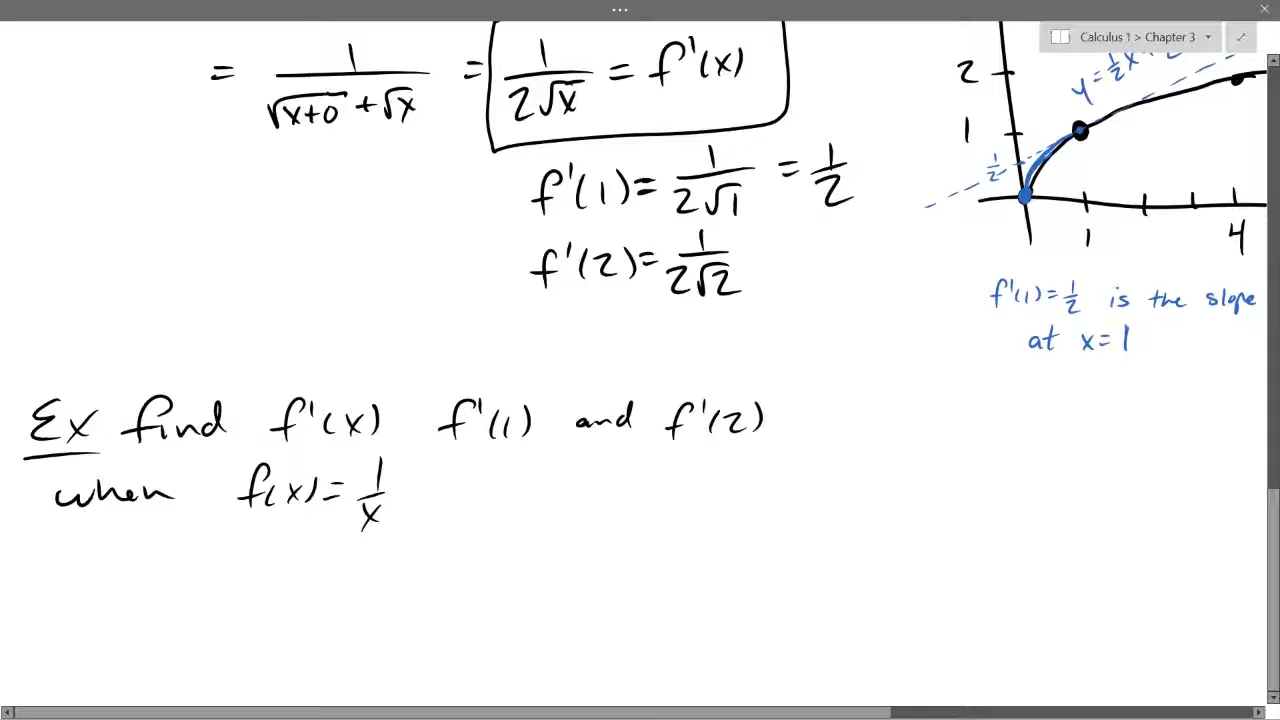 Calculus 1 > Chapter 3
= 1/(√(x+0) + √x) = 1/(2√x) = f'(x)
f'(1) = 1/(2√1) = 1/2
f'(2) = 1/(2√2)
2
1
1/2
y = 1/2 x +
1
4
f'(1) = 1/2 is the slope
at x = 1
Ex find f'(x) f'(1) and f'(2)
when f(x) = 1/x